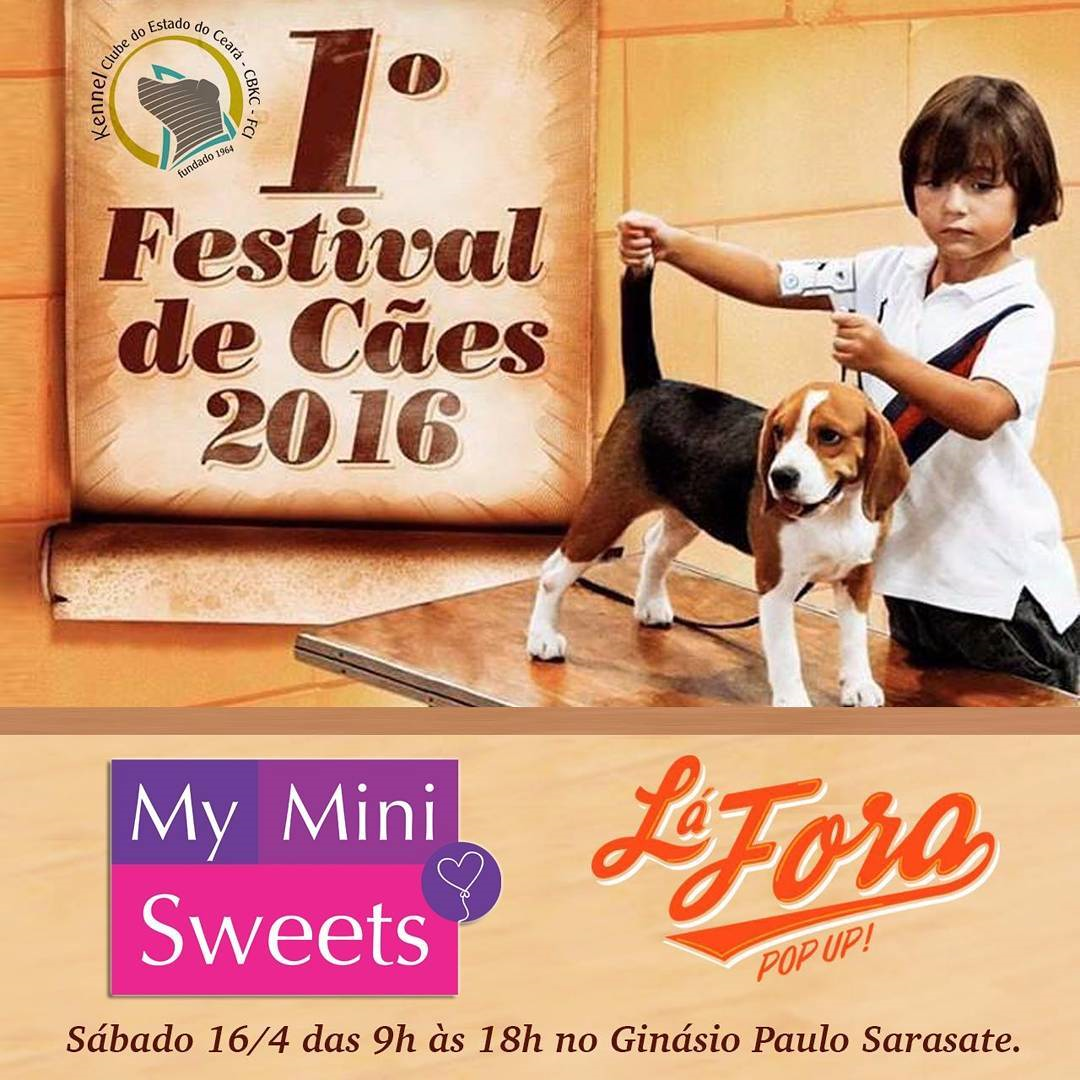 Kennel Clube do Estado do Ceará - CBKC - FCI
fundado 1964
1º
Festival
de Cães
2016
My Mini
Sweets
Lá Fora
POP UP!
Sábado 16/4 das 9h às 18h no Ginásio Paulo Sarasate.